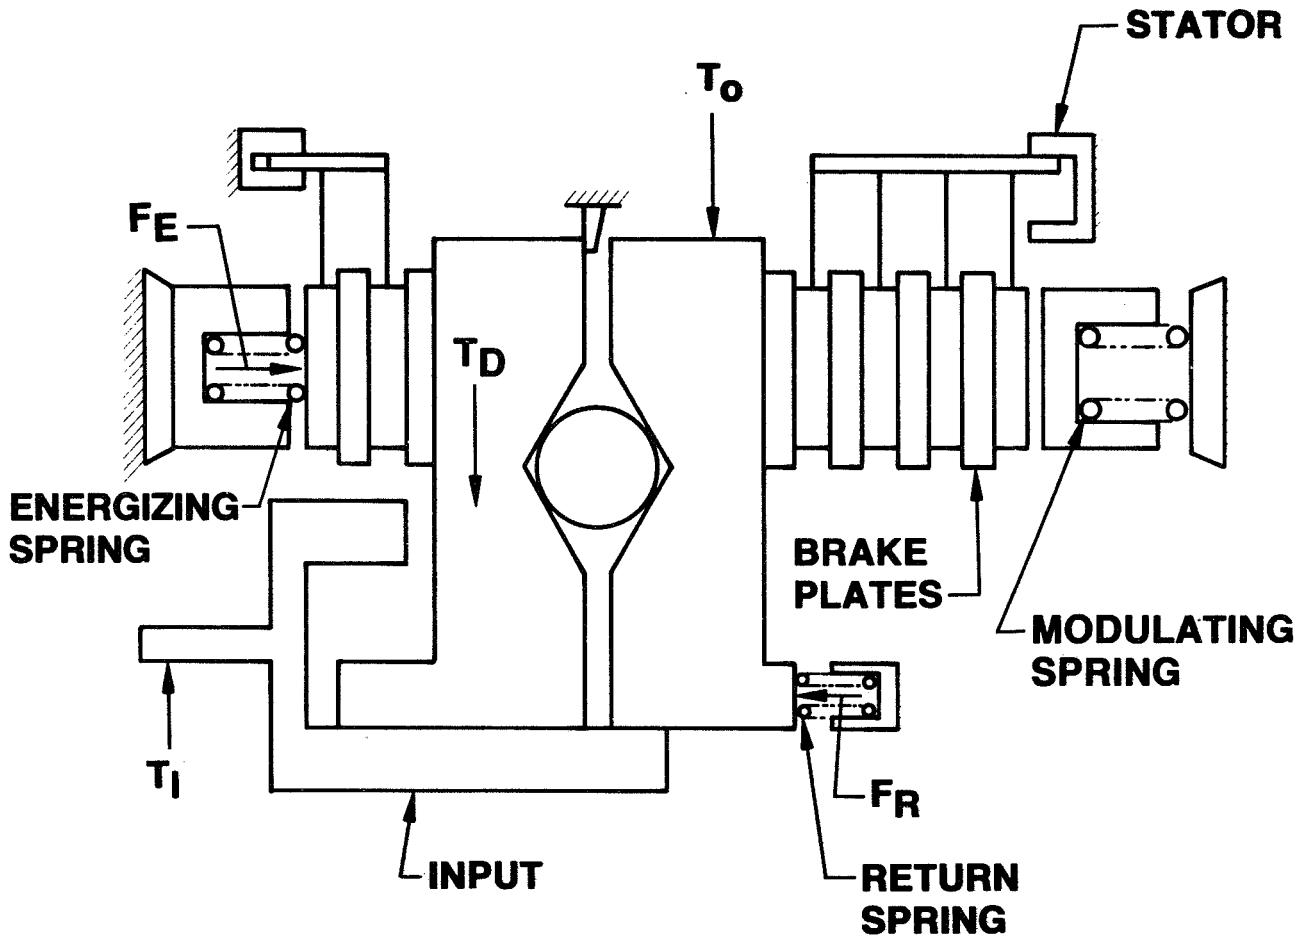 STATOR
To
FE
TD
ENERGIZING
SPRING
BRAKE
PLATES
MODULATING
SPRING
TI
FR
INPUT
RETURN
SPRING